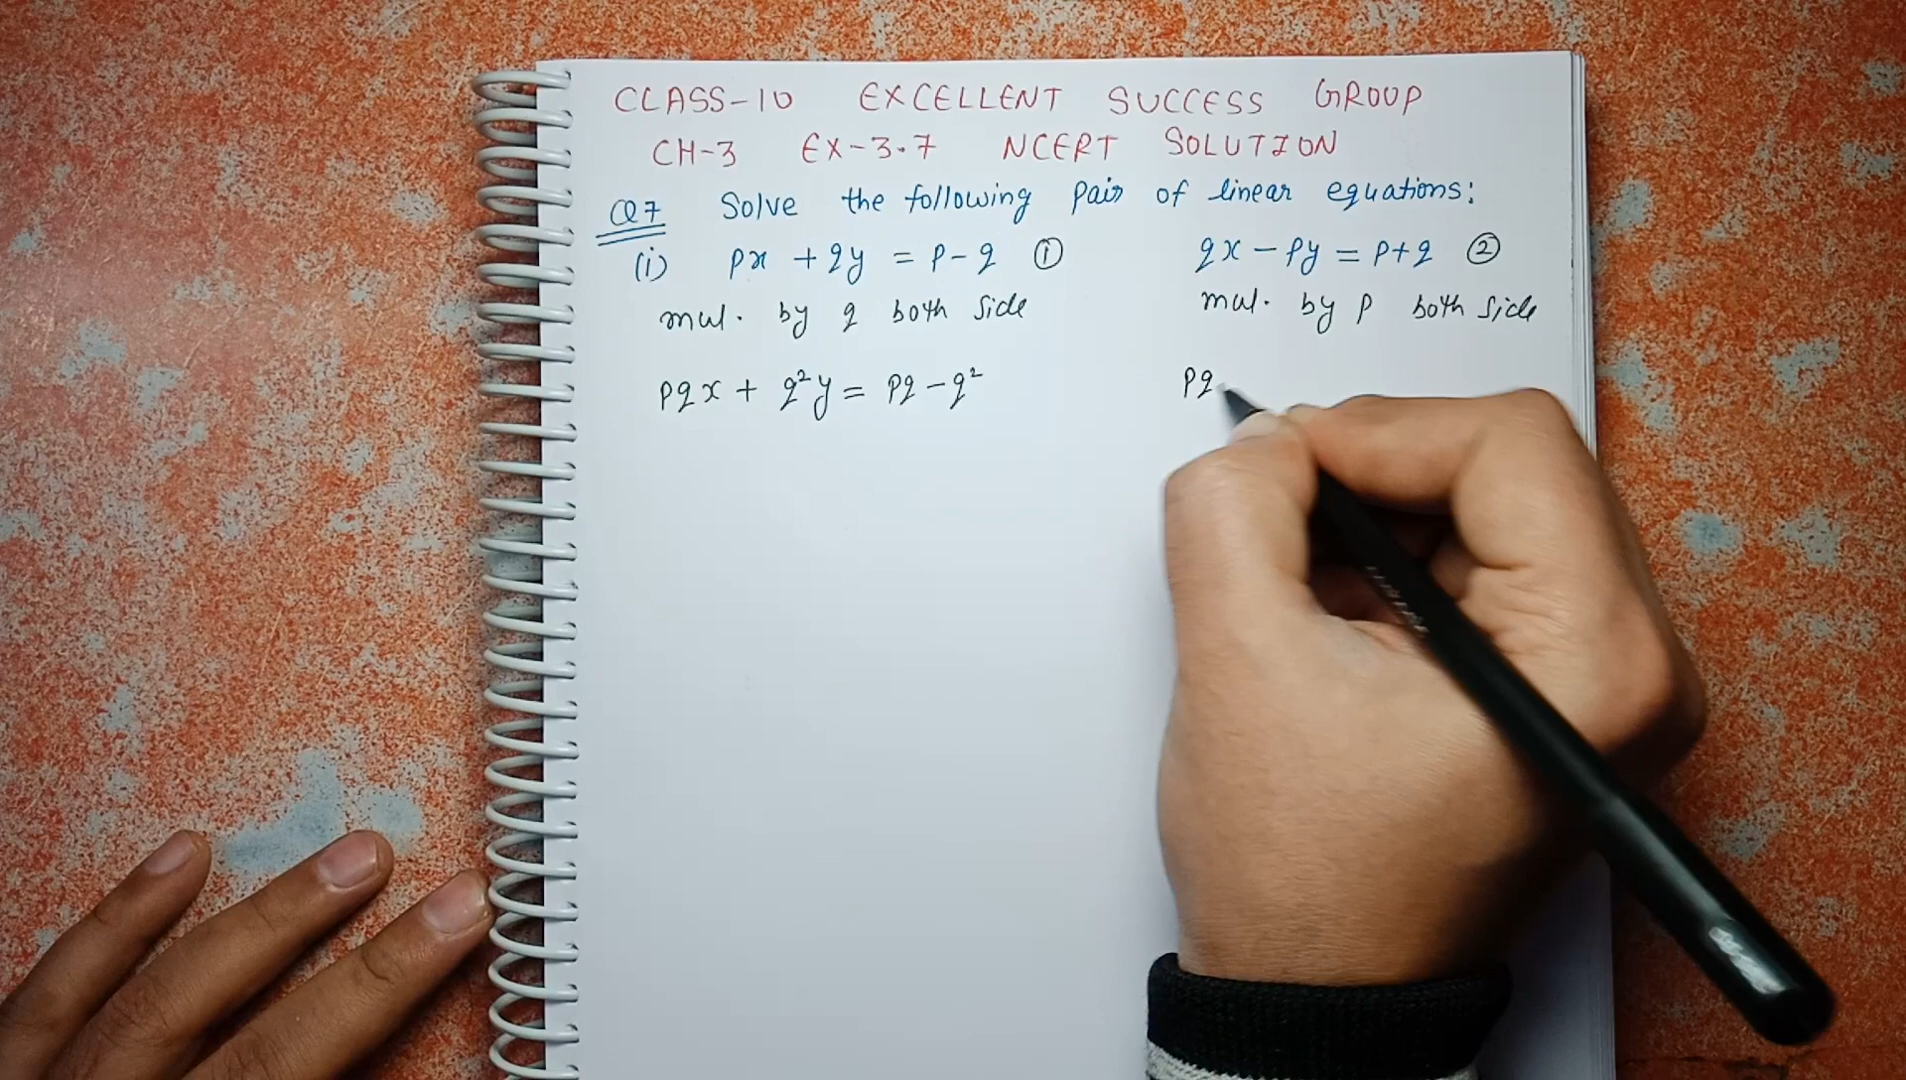 CLASS-10 EXCELLENT SUCCESS GROUP
CH-3 EX-3.7 NCERT SOLUTION
Q7 Solve the following pair of linear equations:
(i) px + qy = p - q ① qx - py = p + q ②
mul. by q both side mul. by p both side
pqx + q²y = pq - q² pq